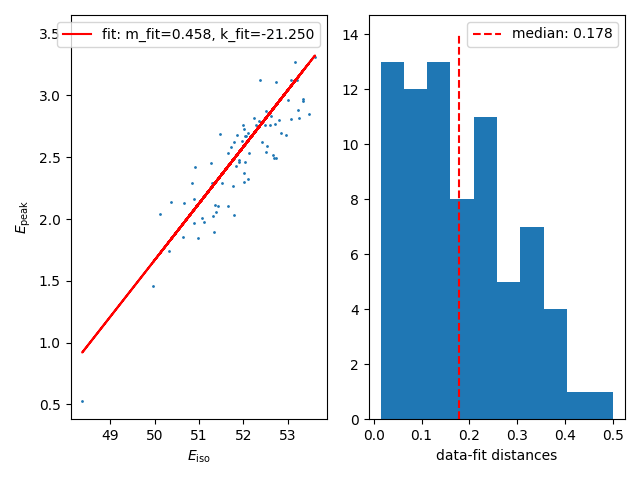 fit: m_fit=0.458, k_fit=-21.250
3.5
3.0
2.5
2.0
1.5
1.0
0.5
E_peak
49 50 51 52 53
E_iso
median: 0.178
14
12
10
8
6
4
2
0
0.0 0.1 0.2 0.3 0.4 0.5
data-fit distances